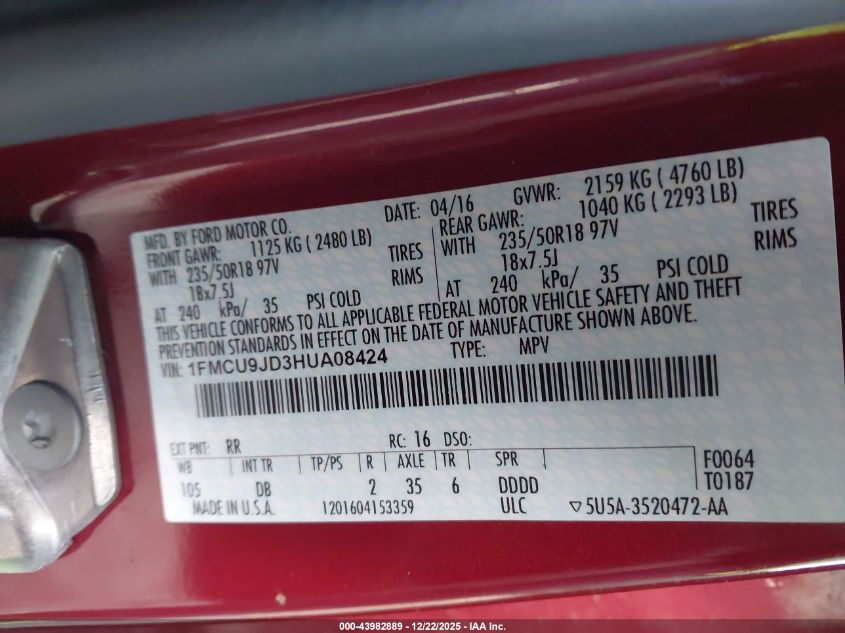 MFD. BY FORD MOTOR CO. DATE: 04/16 GVWR: 2159 KG ( 4760 LB)
FRONT GAWR: 1125 KG ( 2480 LB) REAR GAWR: 1040 KG ( 2293 LB)
WITH 235/50R18 97V TIRES WITH 235/50R18 97V TIRES
18x7.5J RIMS 18x7.5J RIMS
AT 240 kPa/ 35 PSI COLD AT 240 kPa/ 35 PSI COLD
THIS VEHICLE CONFORMS TO ALL APPLICABLE FEDERAL MOTOR VEHICLE SAFETY AND THEFT
PREVENTION STANDARDS IN EFFECT ON THE DATE OF MANUFACTURE SHOWN ABOVE.
VIN: 1FMCU9JD3HUA08424 TYPE: MPV
EXT PNT: RR RC: 16 DSO:
WB INT TR TP/PS R AXLE TR SPR F0064
105 DB 2 35 6 DDDD T0187
MADE IN U.S.A. 1201604153359 ULC ▽5U5A-3520472-AA
000-43982889 - 12/22/2025 - IAA Inc.